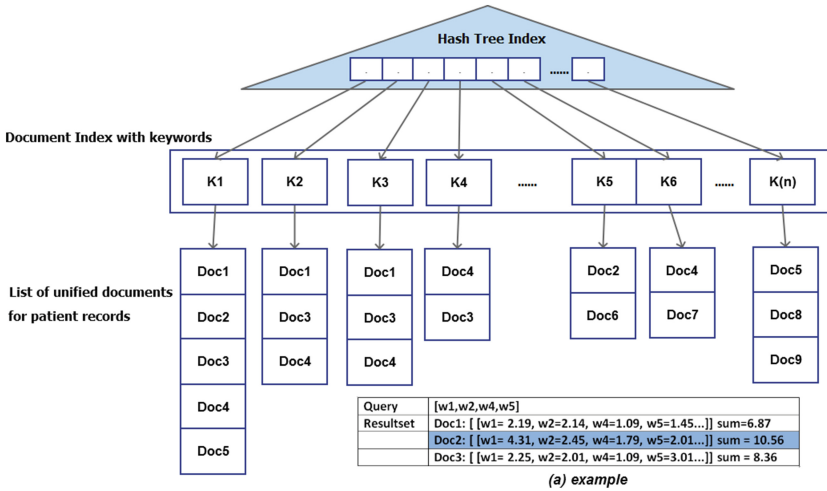 Hash Tree Index
. . . . . . ...... .
Document Index with keywords
K1 K2 K3 K4 ...... K5 K6 ...... K(n)
List of unified documents
for patient records
Doc1 Doc1 Doc1 Doc4 Doc2 Doc4 Doc5
Doc2 Doc3 Doc3 Doc3 Doc6 Doc7 Doc8
Doc3 Doc4 Doc4 Doc9
Doc4
Doc5
Query [w1,w2,w4,w5]
Resultset Doc1: [ [w1= 2.19, w2=2.14, w4=1.09, w5=1.45...]] sum=6.87
Doc2: [ [w1= 4.31, w2=2.45, w4=1.79, w5=2.01...]] sum = 10.56
Doc3: [ [w1= 2.25, w2=2.01, w4=1.09, w5=3.01...]] sum = 8.36
(a) example